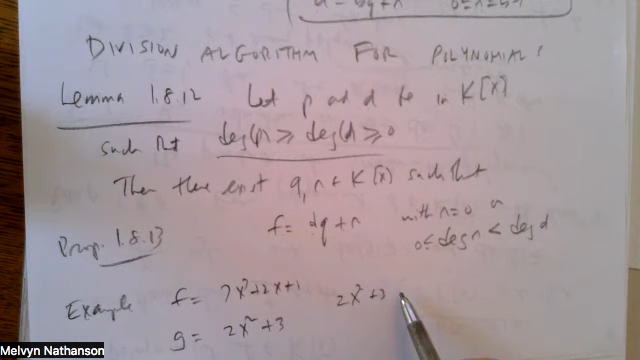 DIVISION ALGORITHM FOR POLYNOMIALS
Lemma 1.8.12 Let p and d be in K[x]
such that deg(p) ≥ deg(d) ≥ 0
Then there exist q, r ∈ K[x] such that
f = dq + r with r=0 or
Prop. 1.8.13 0 ≤ deg r < deg d
Example f = 7x²+2x+1 2x²+3
g = 2x²+3
Melvyn Nathanson